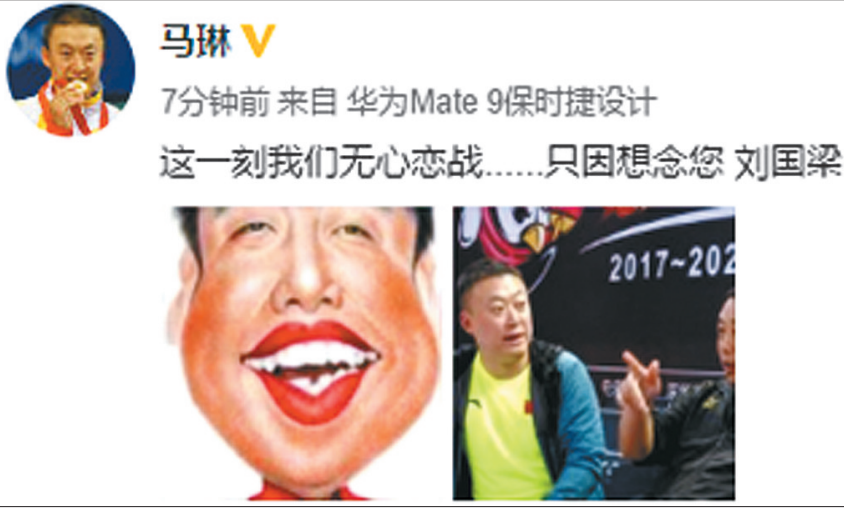 马琳
7分钟前 来自 华为Mate 9保时捷设计
这一刻我们无心恋战......只因想念您 刘国梁
2017~202